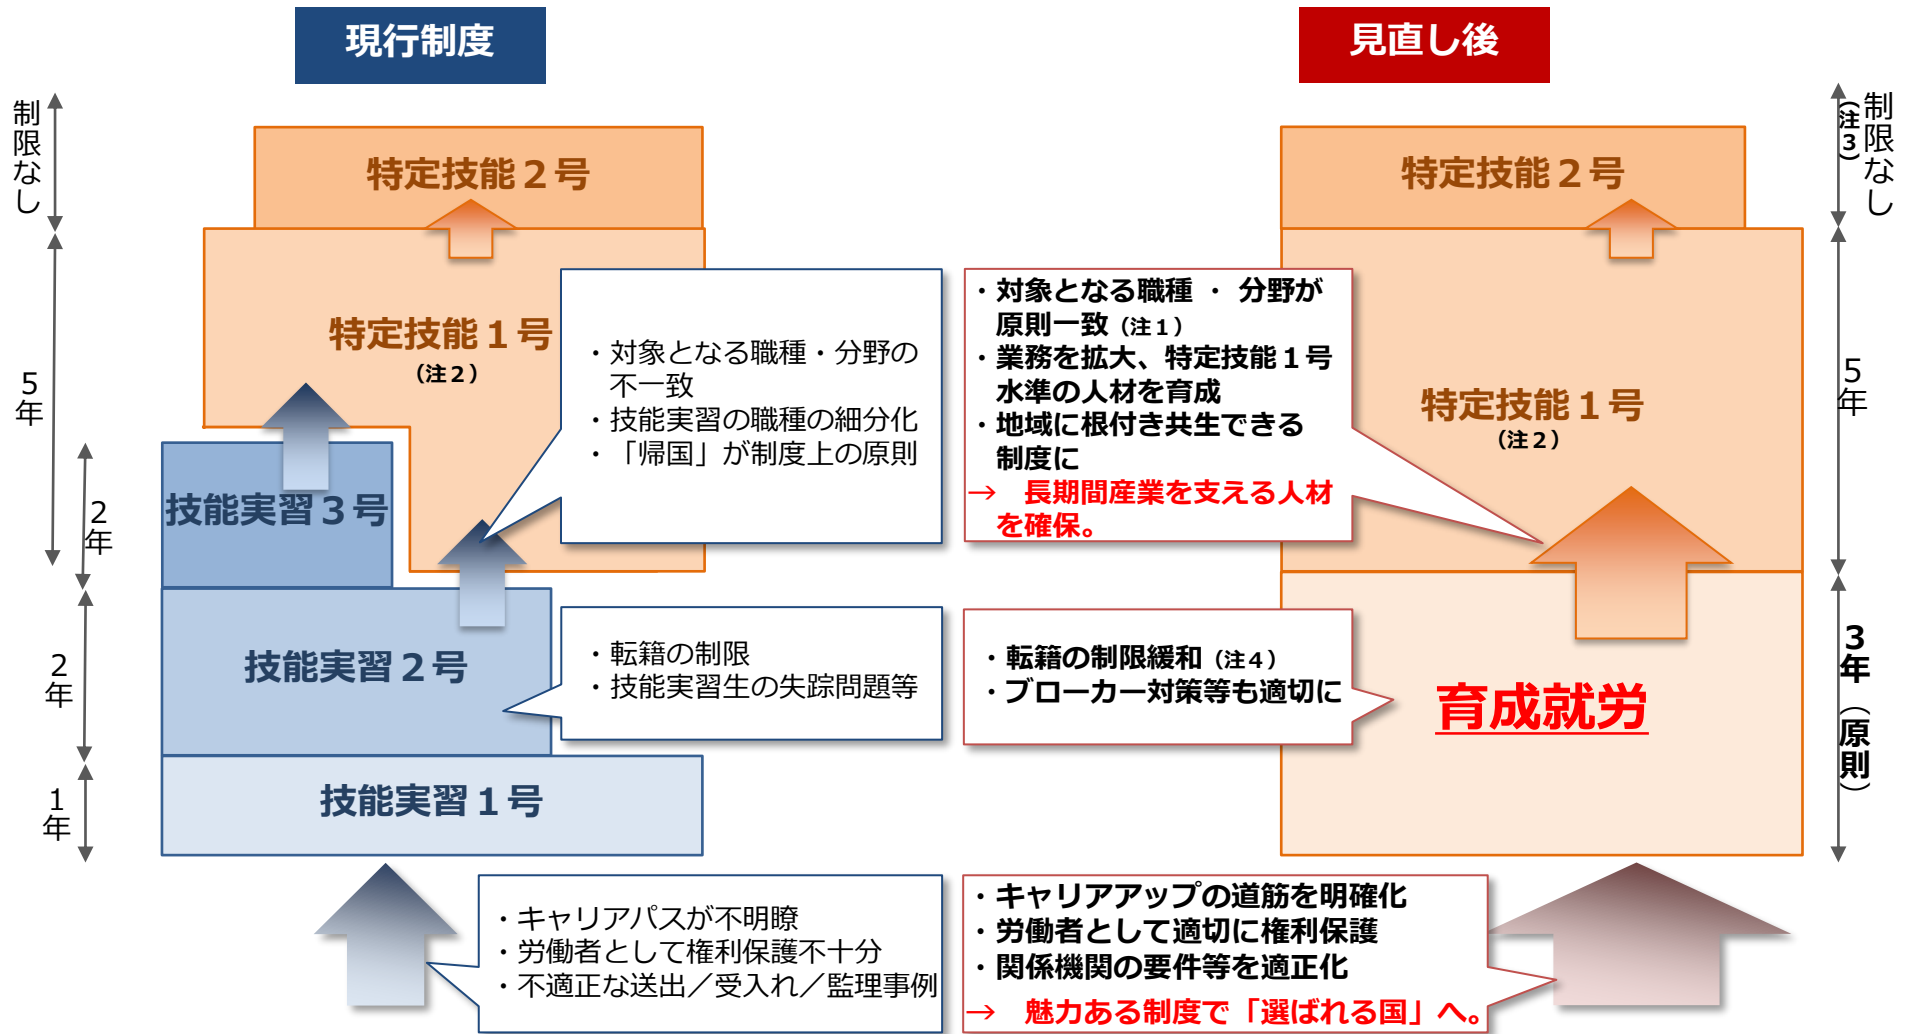 現行制度
制限なし
5年
2年
2年
1年
特定技能２号
特定技能１号
（注２）
技能実習３号
技能実習２号
技能実習１号
・対象となる職種・分野の
不一致
・技能実習の職種の細分化
・「帰国」が制度上の原則
・転籍の制限
・技能実習生の失踪問題等
・キャリアパスが不明瞭
・労働者として権利保護不十分
・不適正な送出／受入れ／監理事例
見直し後
・対象となる職種 ・ 分野が
原則一致（注１）
・業務を拡大、特定技能１号
水準の人材を育成
・地域に根付き共生できる
制度に
→ 長期間産業を支える人材
を確保。
・転籍の制限緩和（注４）
・ブローカー対策等も適切に
・キャリアアップの道筋を明確化
・労働者として適切に権利保護
・関係機関の要件等を適正化
→ 魅力ある制度で「選ばれる国」へ。
特定技能２号
特定技能１号
（注２）
育成就労
制限なし
（注３）
5年
3年（原則）